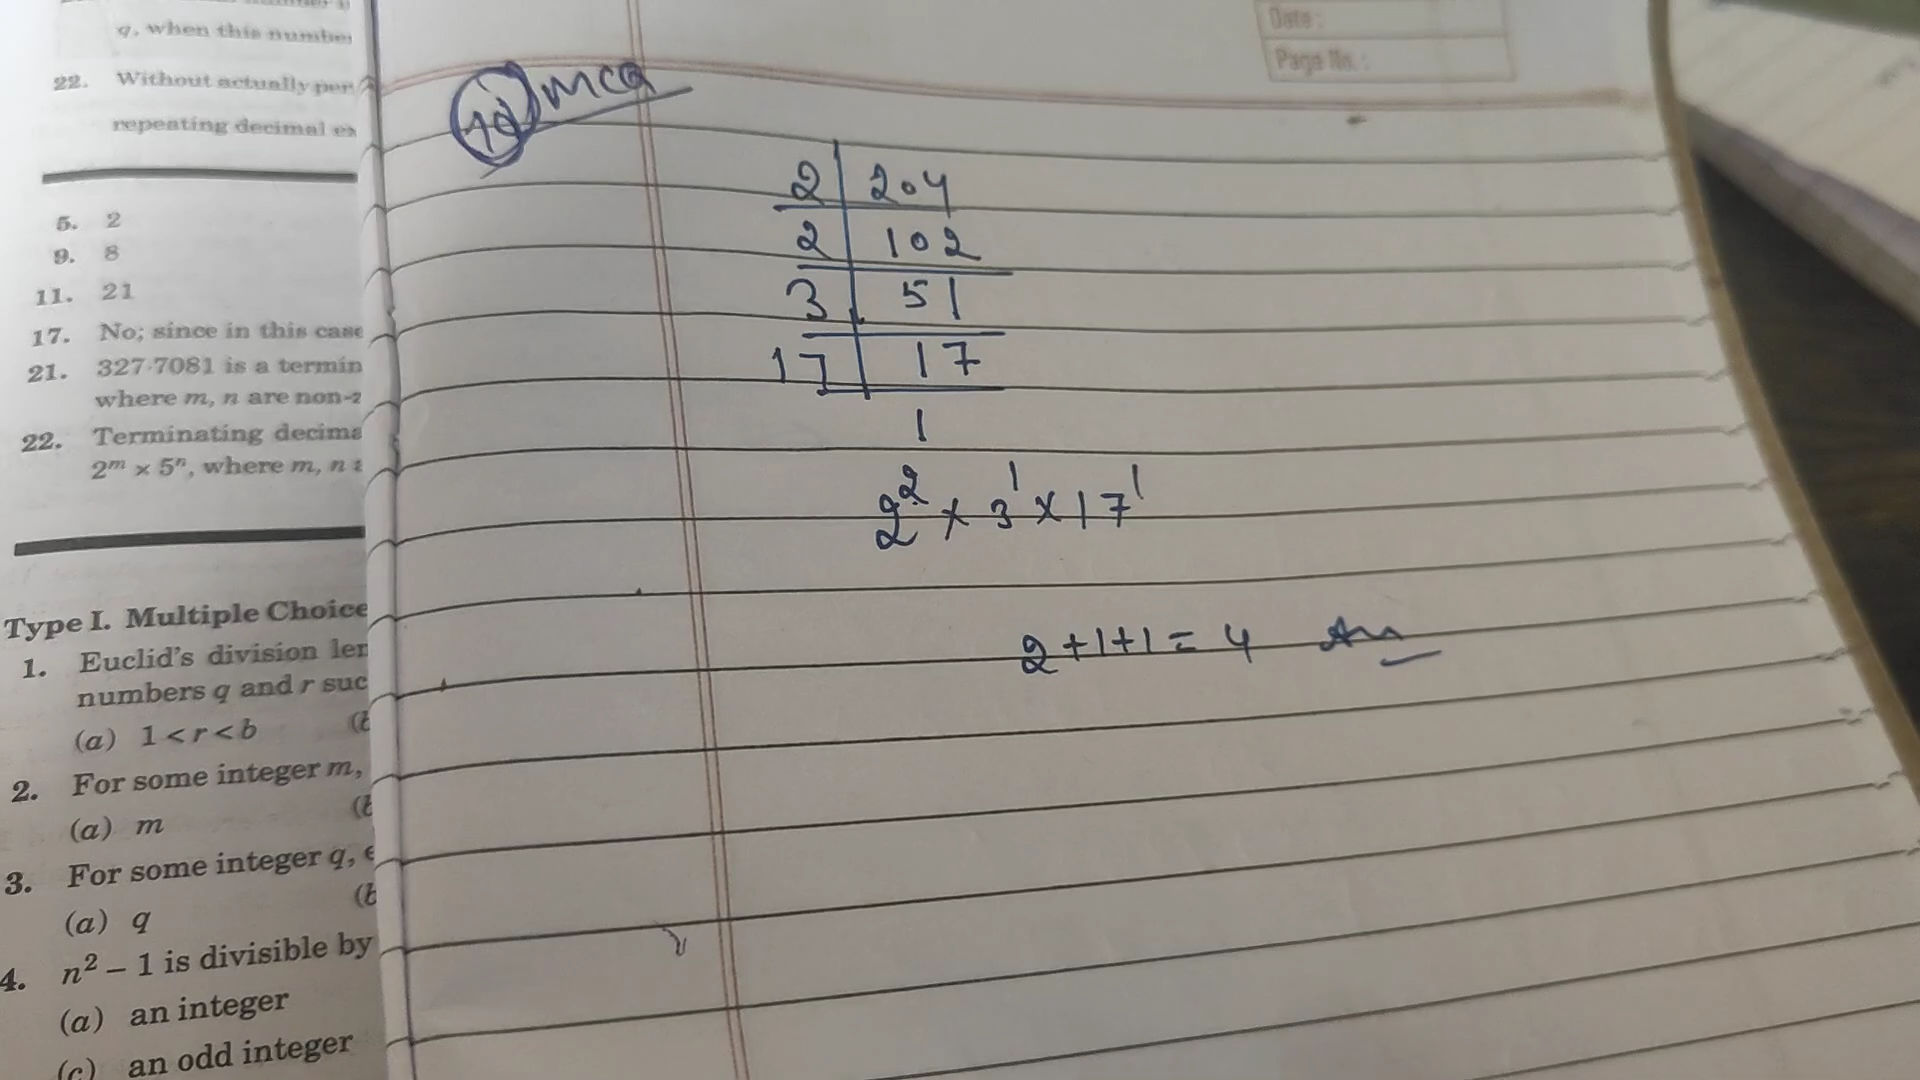 q, when this number
22. Without actually per
repeating decimal ex
5. 2
9. 8
11. 21
17. No; since in this case
21. 327·7081 is a termin
where m, n are non-z
22. Terminating decima
2ᵐ × 5ⁿ, where m, n
Type I. Multiple Choice
1. Euclid's division len
numbers q and r suc
(a) 1 < r < b (b
2. For some integer m,
(a) m (b
3. For some integer q, e
(a) q (b
4. n² – 1 is divisible by
(a) an integer
(c) an odd integer
Date :
Page No. :
MCQ
2 | 204
2 | 102
3 | 51
17 | 17
1
2² × 3¹ × 17¹
2+1+1 = 4 Ans